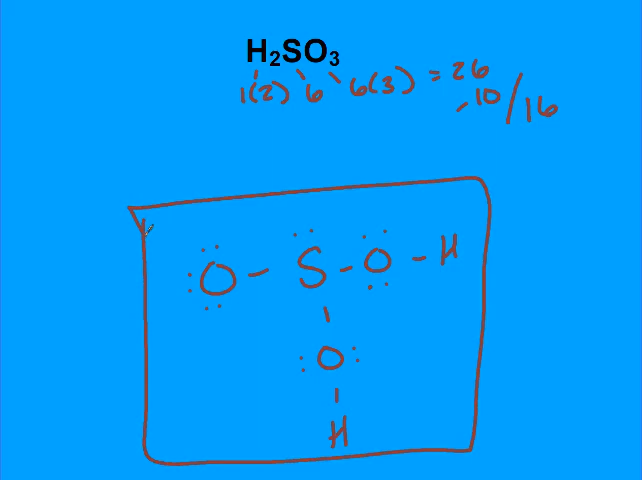 H₂SO₃
1(2) 6 6(3) = 26
-10/16
O - S - O - H
O
H